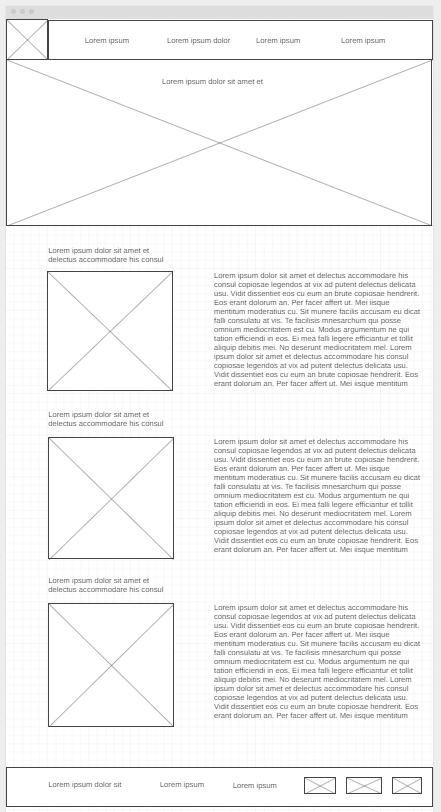 Lorem ipsum Lorem ipsum dolor Lorem ipsum Lorem ipsum
Lorem ipsum dolor sit amet et
Lorem ipsum dolor sit amet et
delectus accommodare his consul
Lorem ipsum dolor sit amet et delectus accommodare his
consul copiosae legendos at vix ad putent delectus delicata
usu. Vidit dissentiet eos cu eum an brute copiosae hendrerit.
Eos erant dolorum an. Per facer affert ut. Mei iisque
mentitum moderatius cu. Sit munere facilis accusam eu dicat
falli consulatu at vis. Te facilisis mnesarchum qui posse
omnium mediocritatem est cu. Modus argumentum ne qui
tation efficiendi in eos. Ei mea falli legere efficiantur et tollit
aliquip debitis mei. No deserunt mediocritatem mel. Lorem
ipsum dolor sit amet et delectus accommodare his consul
copiosae legendos at vix ad putent delectus delicata usu.
Vidit dissentiet eos cu eum an brute copiosae hendrerit. Eos
erant dolorum an. Per facer affert ut. Mei iisque mentitum
Lorem ipsum dolor sit amet et
delectus accommodare his consul
Lorem ipsum dolor sit amet et delectus accommodare his
consul copiosae legendos at vix ad putent delectus delicata
usu. Vidit dissentiet eos cu eum an brute copiosae hendrerit.
Eos erant dolorum an. Per facer affert ut. Mei iisque
mentitum moderatius cu. Sit munere facilis accusam eu dicat
falli consulatu at vis. Te facilisis mnesarchum qui posse
omnium mediocritatem est cu. Modus argumentum ne qui
tation efficiendi in eos. Ei mea falli legere efficiantur et tollit
aliquip debitis mei. No deserunt mediocritatem mel. Lorem
ipsum dolor sit amet et delectus accommodare his consul
copiosae legendos at vix ad putent delectus delicata usu.
Vidit dissentiet eos cu eum an brute copiosae hendrerit. Eos
erant dolorum an. Per facer affert ut. Mei iisque mentitum
Lorem ipsum dolor sit amet et
delectus accommodare his consul
Lorem ipsum dolor sit amet et delectus accommodare his
consul copiosae legendos at vix ad putent delectus delicata
usu. Vidit dissentiet eos cu eum an brute copiosae hendrerit.
Eos erant dolorum an. Per facer affert ut. Mei iisque
mentitum moderatius cu. Sit munere facilis accusam eu dicat
falli consulatu at vis. Te facilisis mnesarchum qui posse
omnium mediocritatem est cu. Modus argumentum ne qui
tation efficiendi in eos. Ei mea falli legere efficiantur et tollit
aliquip debitis mei. No deserunt mediocritatem mel. Lorem
ipsum dolor sit amet et delectus accommodare his consul
copiosae legendos at vix ad putent delectus delicata usu.
Vidit dissentiet eos cu eum an brute copiosae hendrerit. Eos
erant dolorum an. Per facer affert ut. Mei iisque mentitum
Lorem ipsum dolor sit Lorem ipsum Lorem ipsum